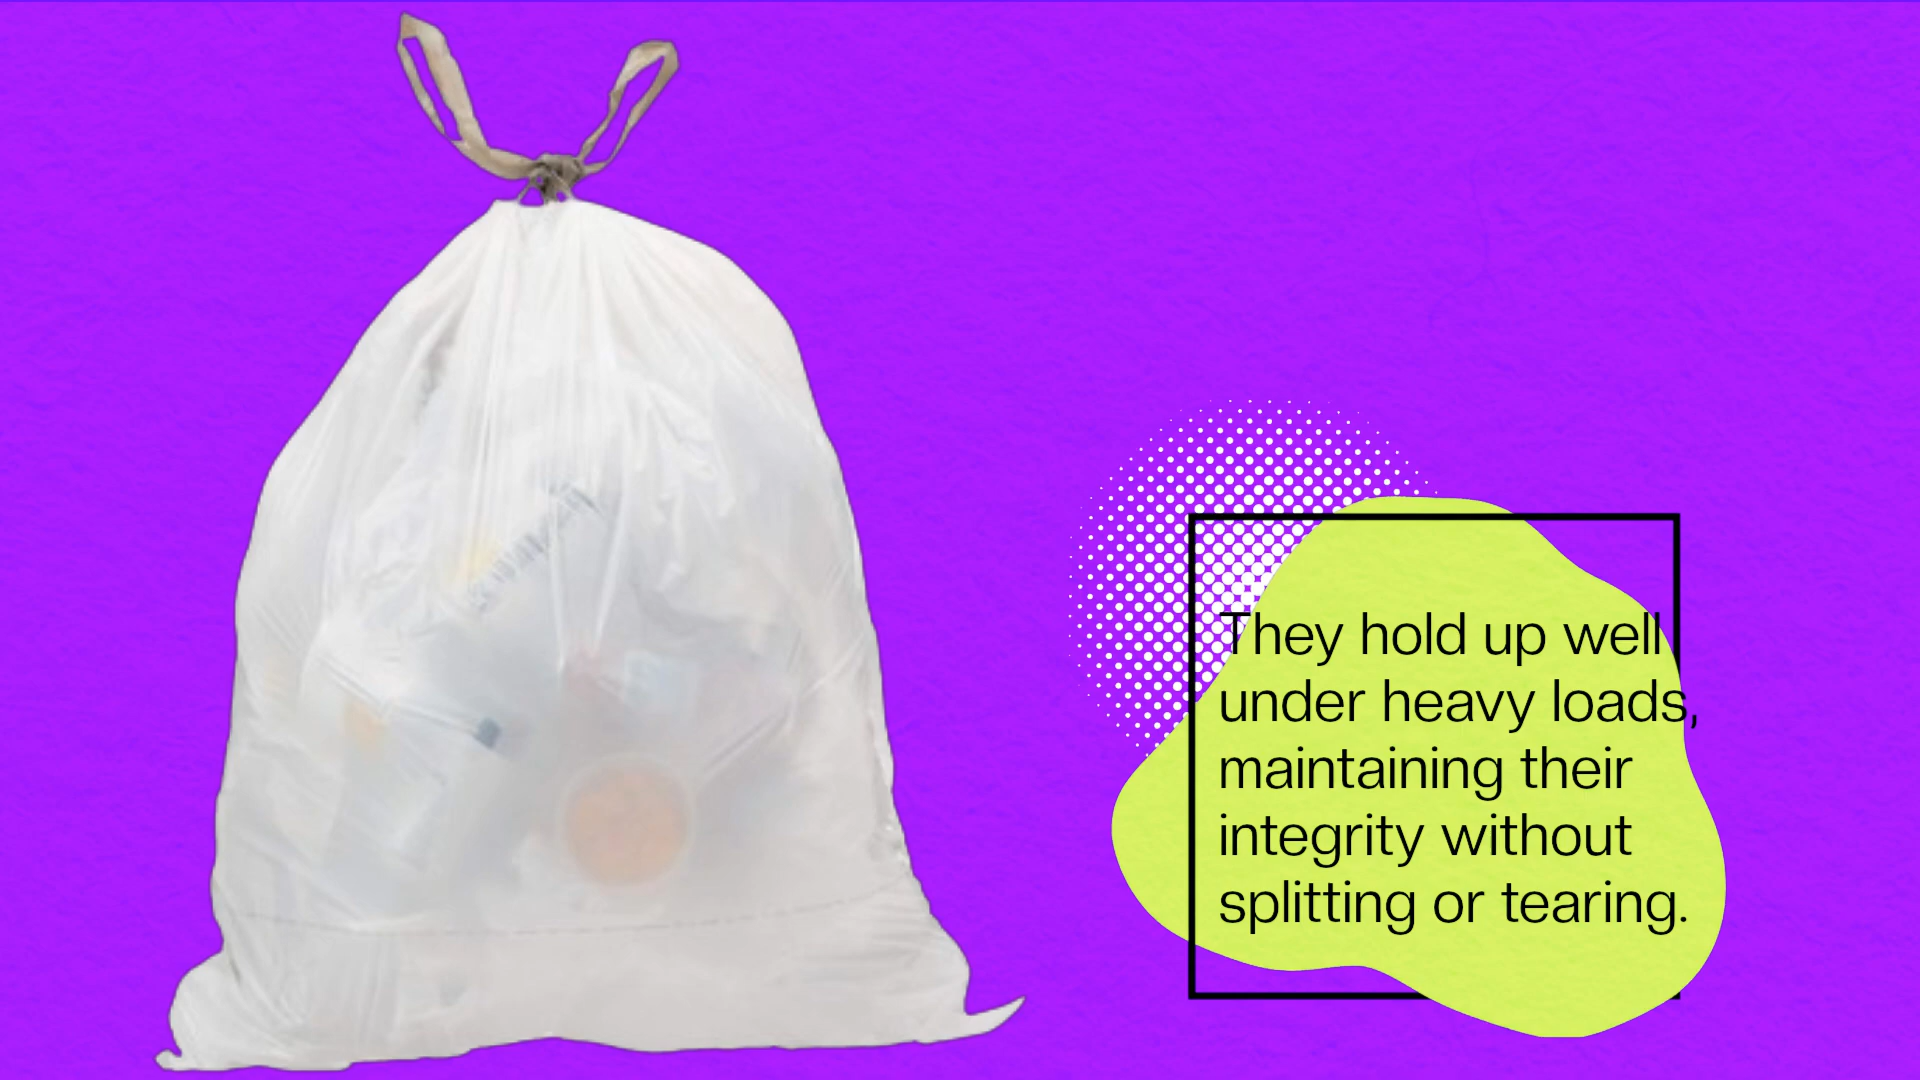 They hold up well
under heavy loads,
maintaining their
integrity without
splitting or tearing.